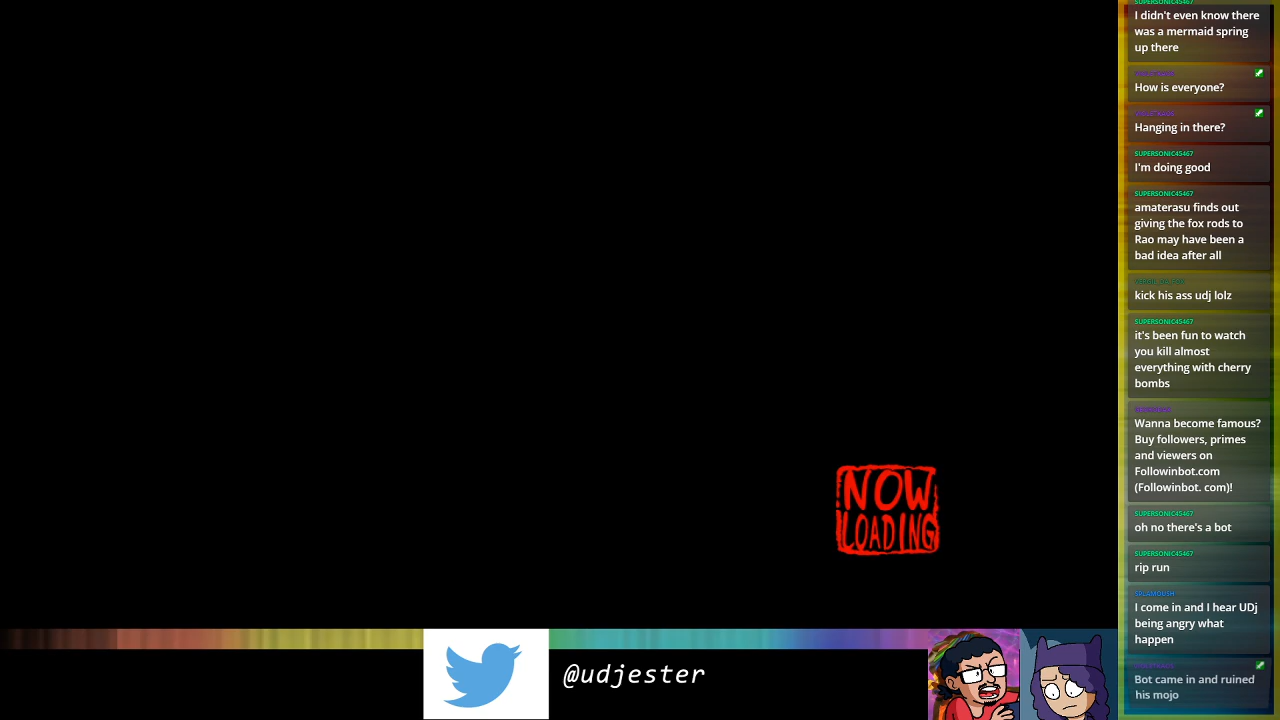 SUPERSONIC45467
I didn't even know there
was a mermaid spring
up there
How is everyone?
Hanging in there?
SUPERSONIC45467
I'm doing good
SUPERSONIC45467
amaterasu finds out
giving the fox rods to
Rao may have been a
bad idea after all
kick his ass udj lolz
SUPERSONIC45467
it's been fun to watch
you kill almost
everything with cherry
bombs
Wanna become famous?
Buy followers, primes
and viewers on
Followinbot.com
(Followinbot. com)!
SUPERSONIC45467
oh no there's a bot
SUPERSONIC45467
rip run
I come in and I hear UDj
being angry what
happen
Bot came in and ruined
his mojo
NOW
LOADING
@udjester